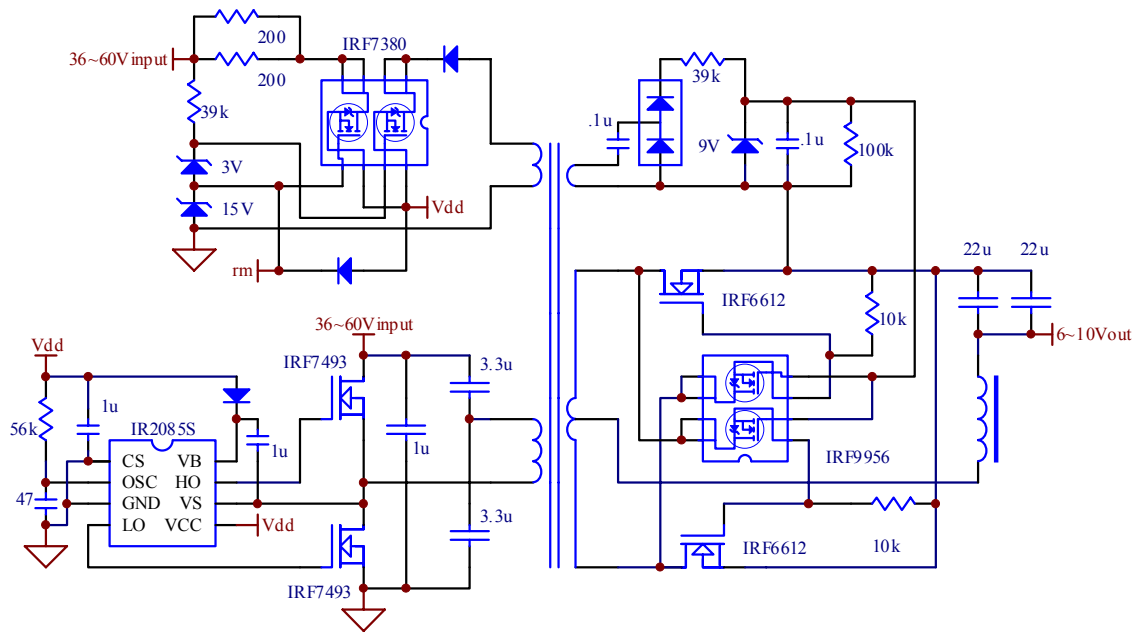 200
IRF7380
36~60Vinput
200
39k
39k
.1u
9V
.1u
100k
3V
15V
Vdd
rm
22u
22u
IRF6612
10k
36~60Vinput
6~10Vout
Vdd
IRF7493
3.3u
1u
56k
IR2085S
1u
1u
CS
VB
OSC
HO
47
GND
VS
LO
VCC
Vdd
IRF9956
3.3u
IRF6612
10k
IRF7493